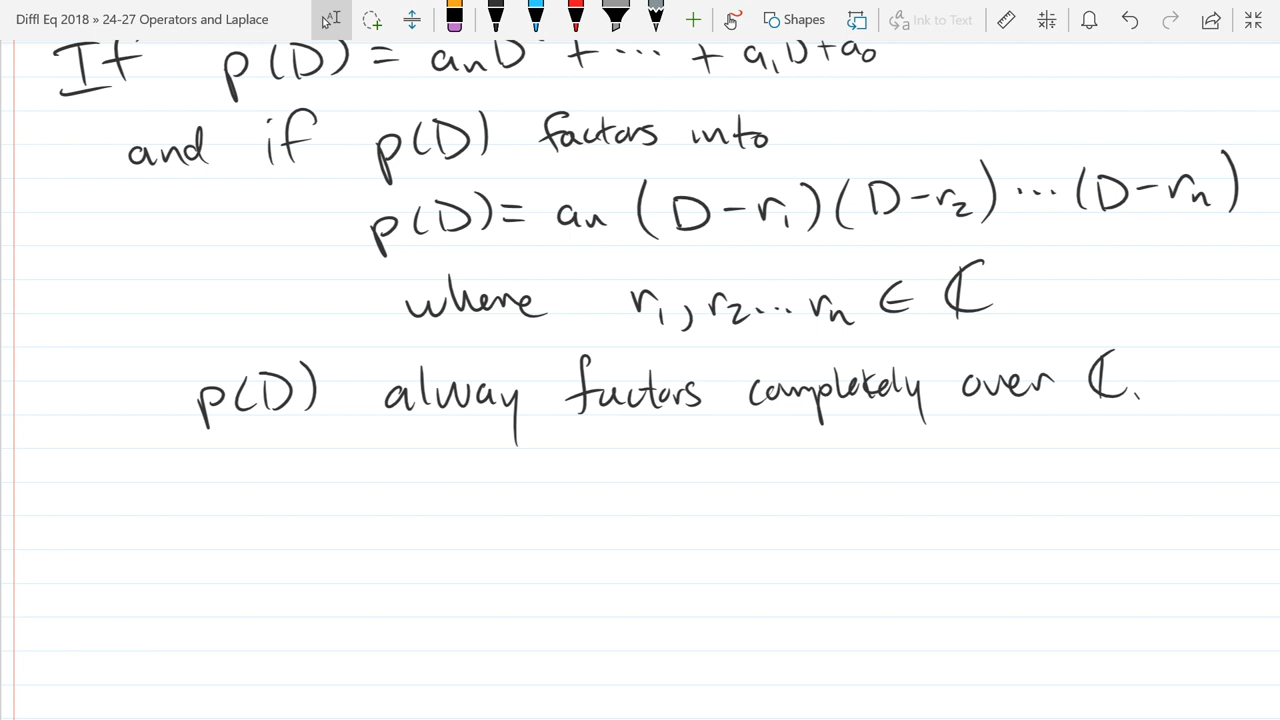 Diffl Eq 2018 » 24-27 Operators and Laplace
Shapes
Ink to Text
If p(D) = aₙDⁿ + ... + a₁D + a₀
and if p(D) factors into
p(D) = aₙ (D-r₁)(D-r₂)...(D-rₙ)
where r₁, r₂... rₙ ∈ ℂ
p(D) alway factors completely over ℂ.